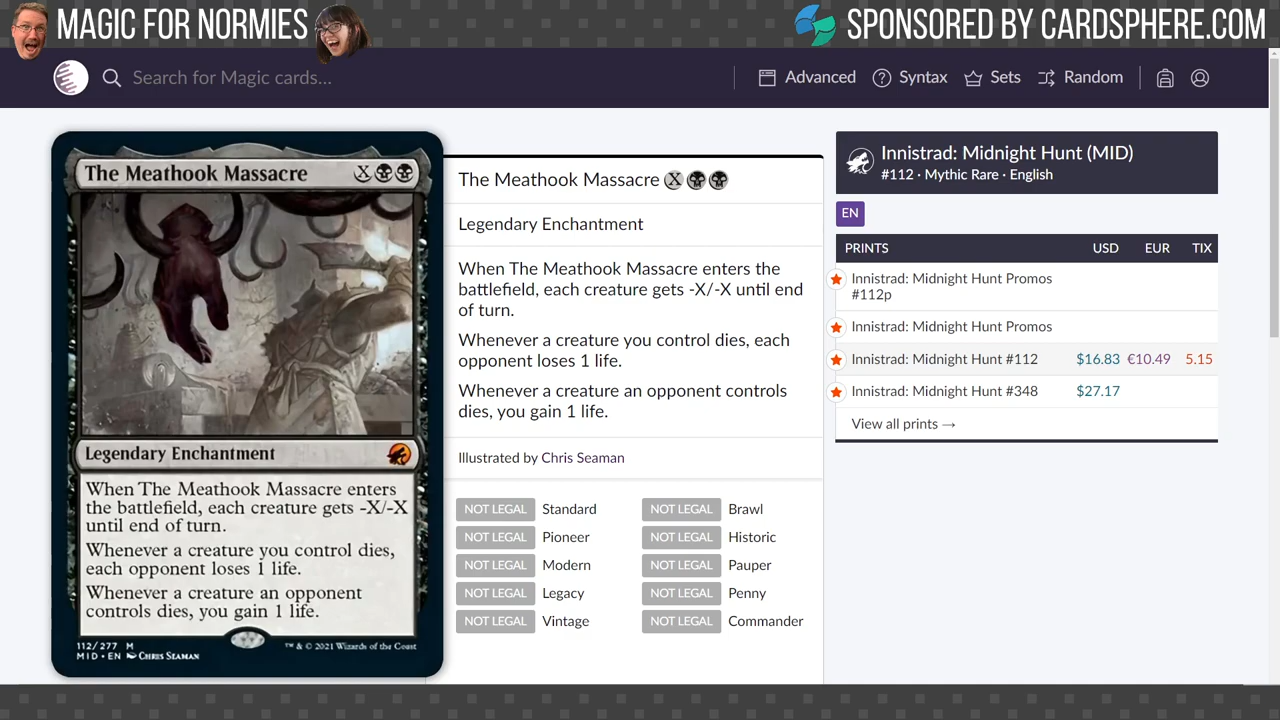 MAGIC FOR NORMIES
SPONSORED BY CARDSPHERE.COM
Search for Magic cards...
Advanced
Syntax
Sets
Random
The Meathook Massacre X
Legendary Enchantment
When The Meathook Massacre enters
the battlefield, each creature gets -X/-X
until end of turn.
Whenever a creature you control dies,
each opponent loses 1 life.
Whenever a creature an opponent
controls dies, you gain 1 life.
112/277 M
MID • EN CHRIS SEAMAN
™ & © 2021 Wizards of the Coast
The Meathook Massacre X
Legendary Enchantment
When The Meathook Massacre enters the
battlefield, each creature gets -X/-X until end
of turn.
Whenever a creature you control dies, each
opponent loses 1 life.
Whenever a creature an opponent controls
dies, you gain 1 life.
Illustrated by Chris Seaman
NOT LEGAL Standard NOT LEGAL Brawl
NOT LEGAL Pioneer NOT LEGAL Historic
NOT LEGAL Modern NOT LEGAL Pauper
NOT LEGAL Legacy NOT LEGAL Penny
NOT LEGAL Vintage NOT LEGAL Commander
Innistrad: Midnight Hunt (MID)
#112 · Mythic Rare · English
EN
PRINTS USD EUR TIX
Innistrad: Midnight Hunt Promos
#112p
Innistrad: Midnight Hunt Promos
Innistrad: Midnight Hunt #112 $16.83 €10.49 5.15
Innistrad: Midnight Hunt #348 $27.17
View all prints →